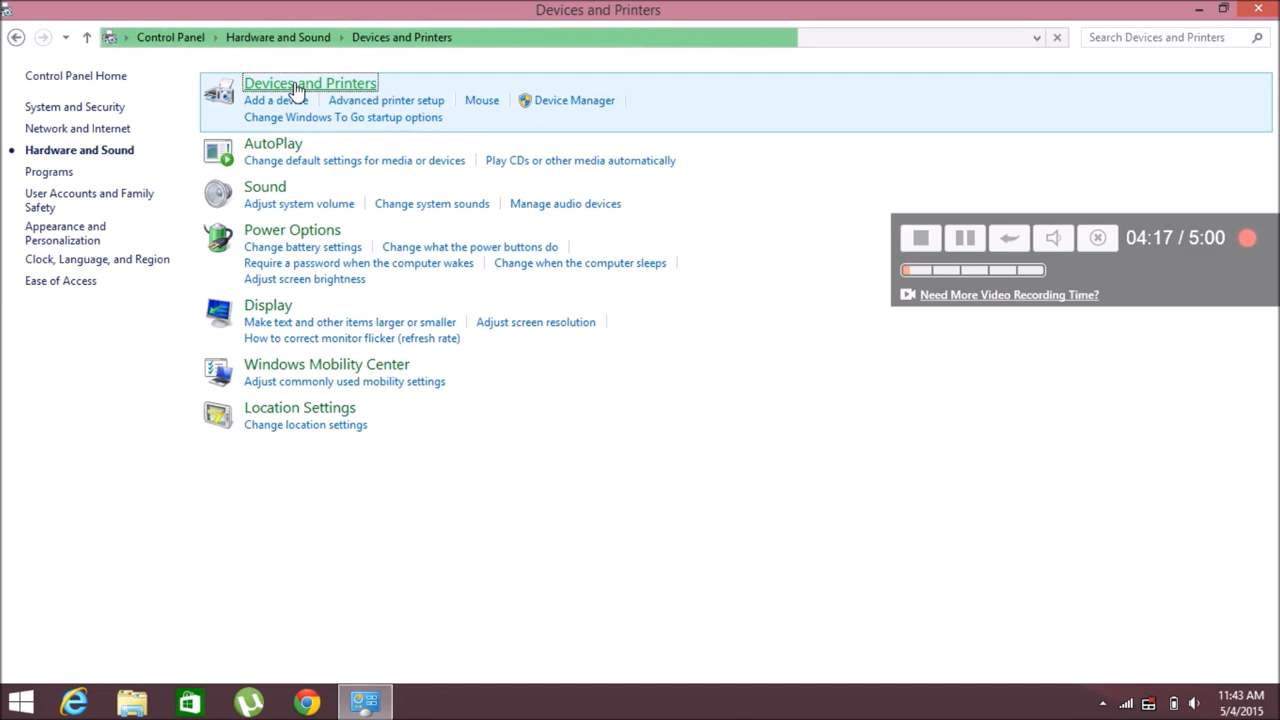 Devices and Printers
Control Panel Hardware and Sound Devices and Printers
Search Devices and Printers
Control Panel Home
System and Security
Network and Internet
Hardware and Sound
Programs
User Accounts and Family
Safety
Appearance and
Personalization
Clock, Language, and Region
Ease of Access
Devices and Printers
Add a device Advanced printer setup Mouse Device Manager
Change Windows To Go startup options
AutoPlay
Change default settings for media or devices Play CDs or other media automatically
Sound
Adjust system volume Change system sounds Manage audio devices
Power Options
Change battery settings Change what the power buttons do
Require a password when the computer wakes Change when the computer sleeps
Adjust screen brightness
Display
Make text and other items larger or smaller Adjust screen resolution
How to correct monitor flicker (refresh rate)
Windows Mobility Center
Adjust commonly used mobility settings
Location Settings
Change location settings
04:17 / 5:00
Need More Video Recording Time?
11:43 AM
5/4/2015